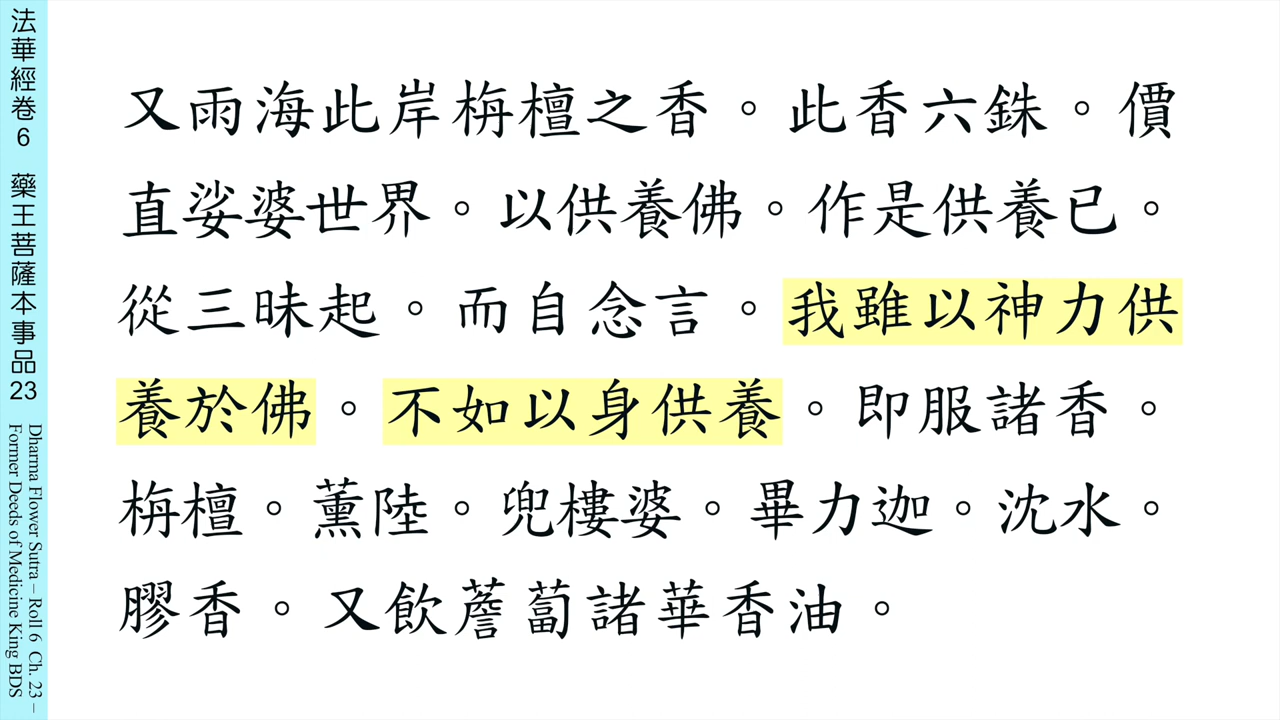 法華經卷6 藥王菩薩本事品23 Dharma Flower Sutra – Roll 6 Ch. 23 –
Former Deeds of Medicine King BDS
又雨海此岸栴檀之香。此香六銖。價
直娑婆世界。以供養佛。作是供養已。
從三昧起。而自念言。我雖以神力供
養於佛。不如以身供養。即服諸香。
栴檀。薰陸。兜樓婆。畢力迦。沈水。
膠香。又飲薝蔔諸華香油。